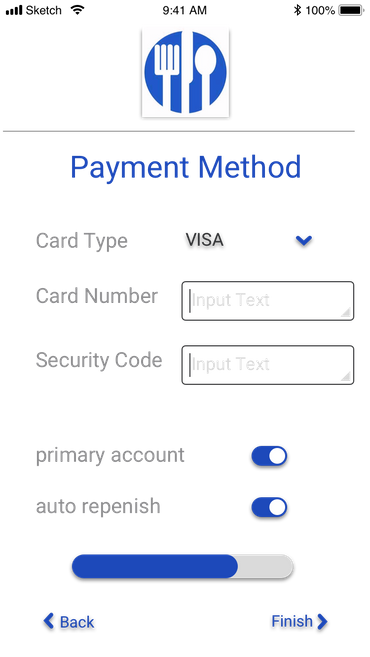 Sketch 9:41 AM 100%
Payment Method
Card Type VISA
Card Number Input Text
Security Code Input Text
primary account
auto repenish
Back Finish